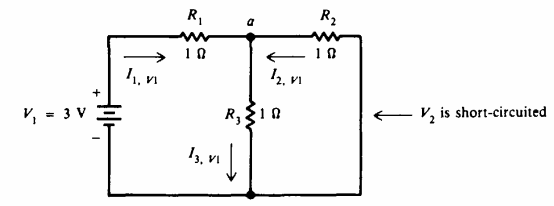 R₁
a
R₂
1 Ω
1 Ω
I₁, V₁
I₂, V₁
+
V₁ = 3 V
−
R₃
1 Ω
V₂ is short-circuited
I₃, V₁